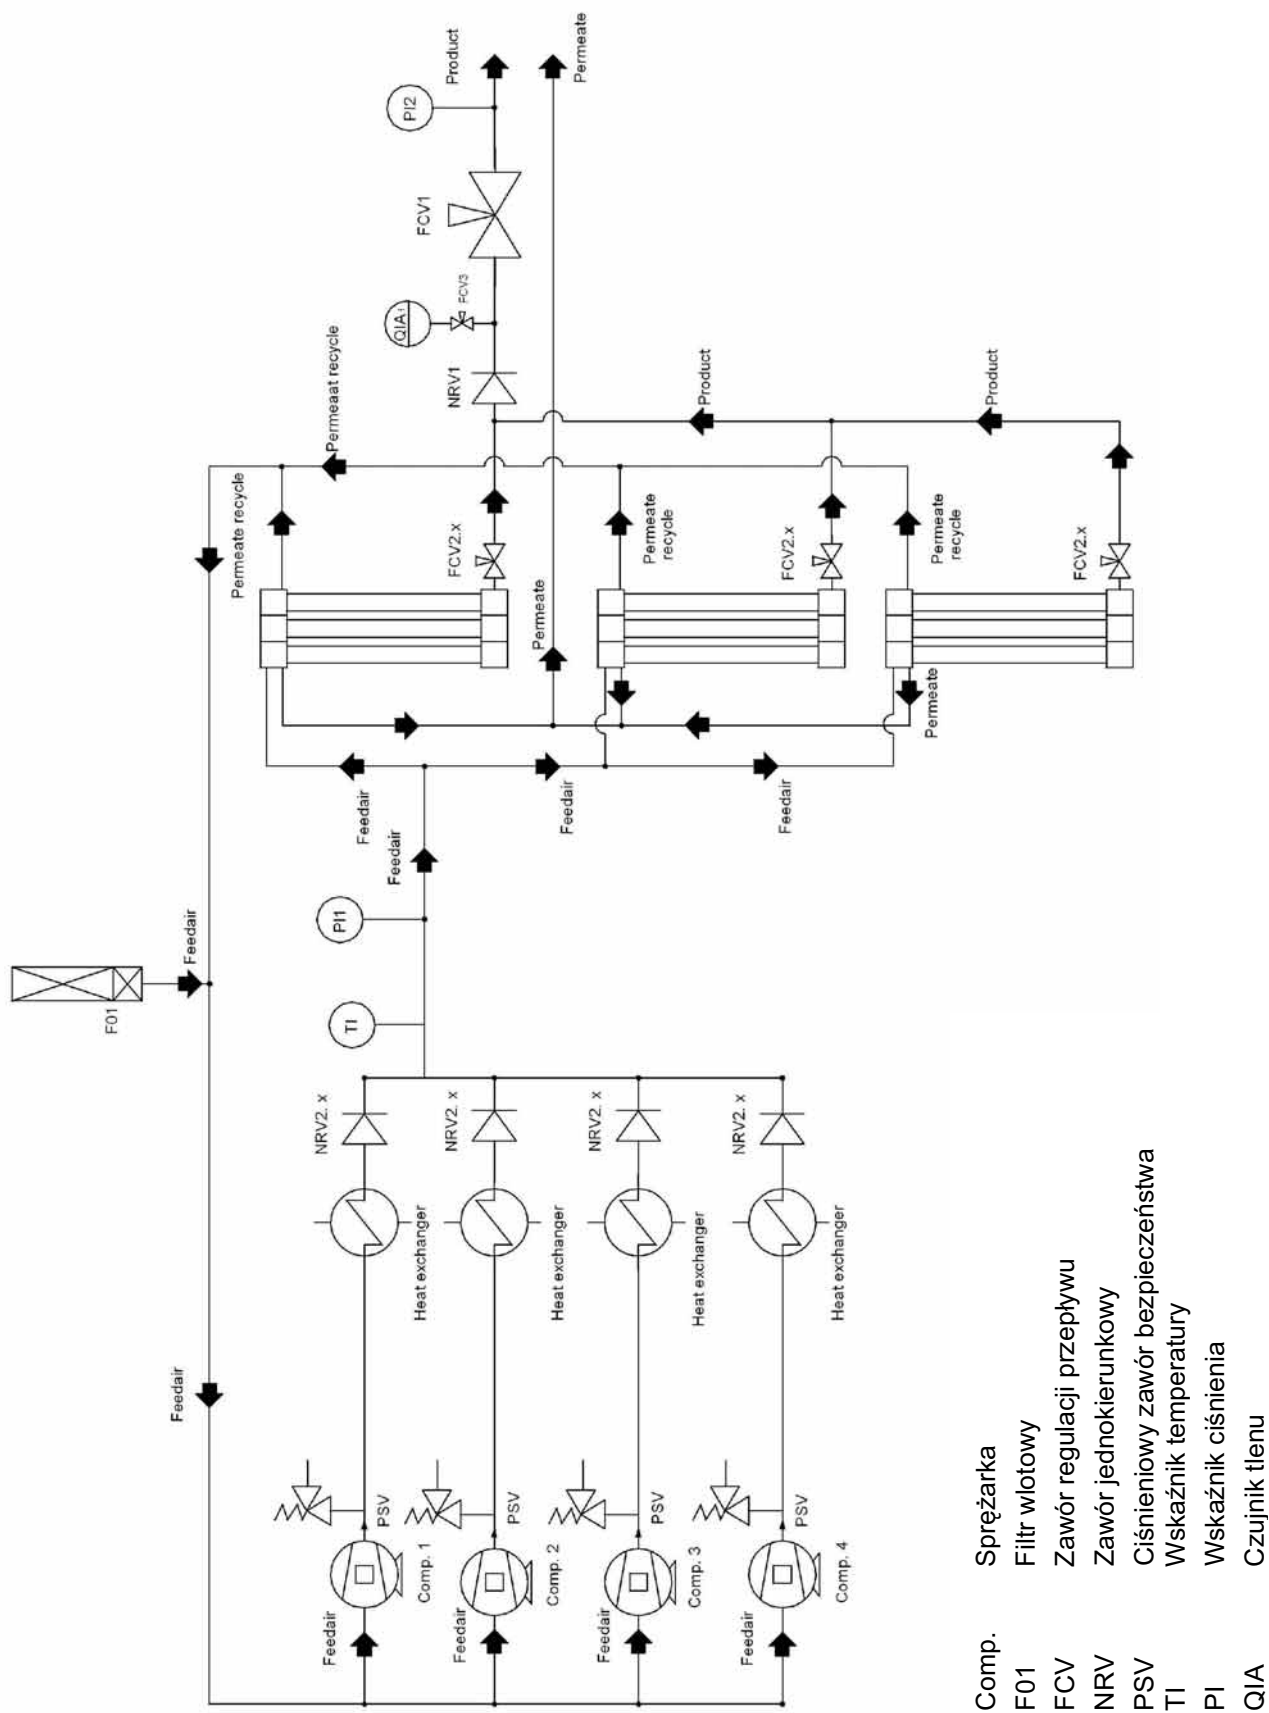 F01
Feedair
Feedair
Permeate recycle
Permeaat recycle
Feedair
NRV2. x
TI
PI1
Feedair
PSV
Feedair
QIA
Comp. 1
Heat exchanger
FCV1
PI2
NRV2. x
FCV2.x
NRV1
Product
FCV3
Feedair
PSV
Permeate
Comp. 2
Heat exchanger
Feedair
Permeate
NRV2. x
Feedair
PSV
Permeate
recycle
Comp. 3
Heat exchanger
Product
NRV2. x
Feedair
PSV
Feedair
FCV2.x
Comp. 4
Heat exchanger
Permeate
Permeate
recycle
Product
FCV2.x
Comp. Sprężarka
F01 Filtr wlotowy
FCV Zawór regulacji przepływu
NRV Zawór jednokierunkowy
PSV Ciśnieniowy zawór bezpieczeństwa
TI Wskaźnik temperatury
PI Wskaźnik ciśnienia
QIA Czujnik tlenu